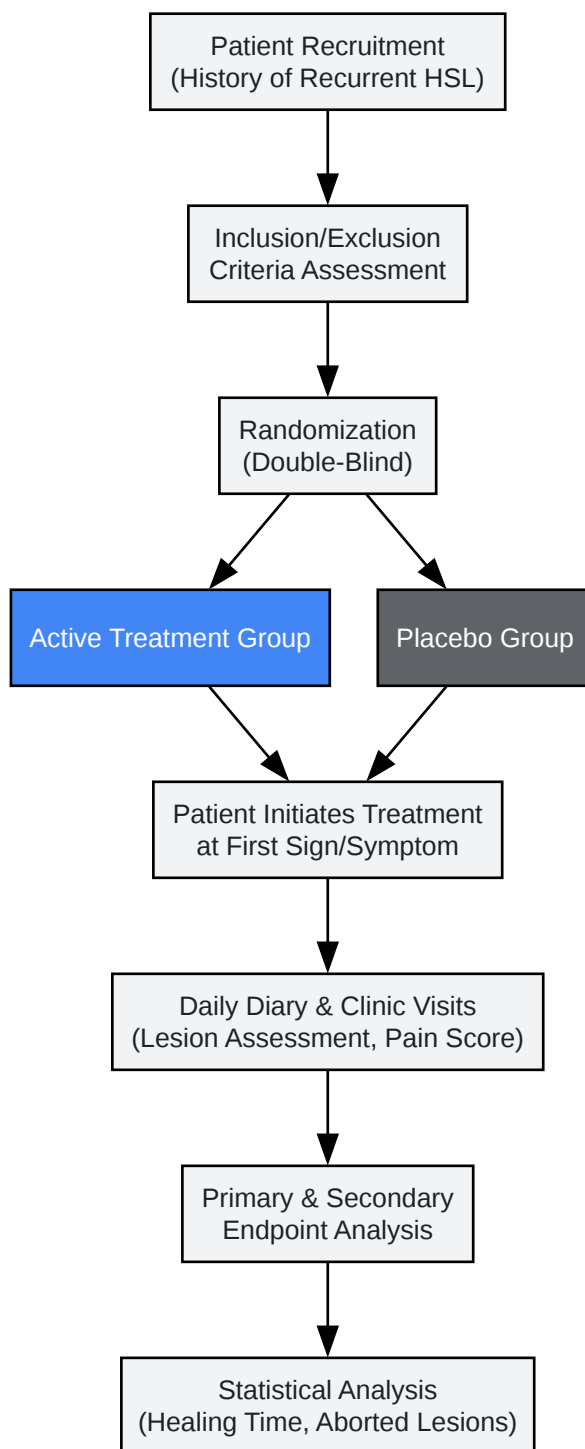 Patient Recruitment
(History of Recurrent HSL)
Inclusion/Exclusion
Criteria Assessment
Randomization
(Double-Blind)
Active Treatment Group
Placebo Group
Patient Initiates Treatment
at First Sign/Symptom
Daily Diary & Clinic Visits
(Lesion Assessment, Pain Score)
Primary & Secondary
Endpoint Analysis
Statistical Analysis
(Healing Time, Aborted Lesions)